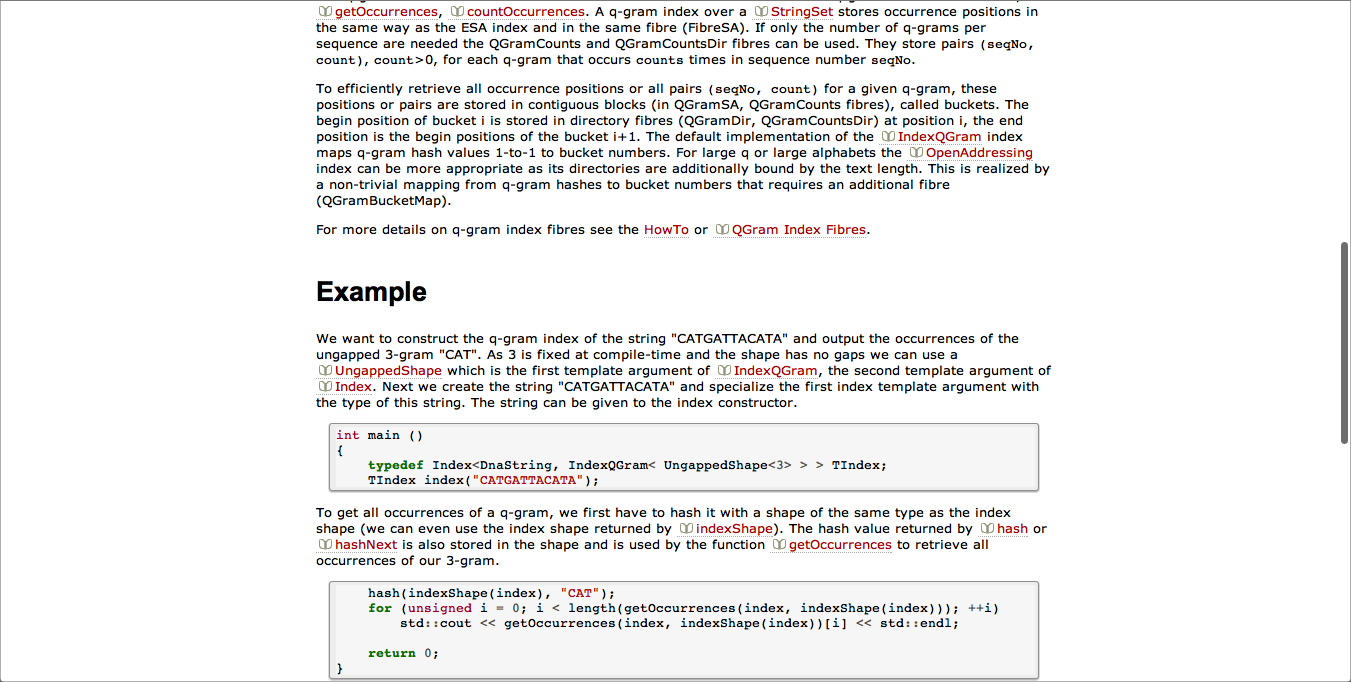 getOccurrences, countOccurrences. A q-gram index over a StringSet stores occurrence positions in
the same way as the ESA index and in the same fibre (FibreSA). If only the number of q-grams per
sequence are needed the QGramCounts and QGramCountsDir fibres can be used. They store pairs (seqNo,
count), count>0, for each q-gram that occurs counts times in sequence number seqNo.
To efficiently retrieve all occurrence positions or all pairs (seqNo, count) for a given q-gram, these
positions or pairs are stored in contiguous blocks (in QGramSA, QGramCounts fibres), called buckets. The
begin position of bucket i is stored in directory fibres (QGramDir, QGramCountsDir) at position i, the end
position is the begin positions of the bucket i+1. The default implementation of the IndexQGram index
maps q-gram hash values 1-to-1 to bucket numbers. For large q or large alphabets the OpenAddressing
index can be more appropriate as its directories are additionally bound by the text length. This is realized by
a non-trivial mapping from q-gram hashes to bucket numbers that requires an additional fibre
(QGramBucketMap).
For more details on q-gram index fibres see the HowTo or QGram Index Fibres.
Example
We want to construct the q-gram index of the string "CATGATTACATA" and output the occurrences of the
ungapped 3-gram "CAT". As 3 is fixed at compile-time and the shape has no gaps we can use a
UngappedShape which is the first template argument of IndexQGram, the second template argument of
Index. Next we create the string "CATGATTACATA" and specialize the first index template argument with
the type of this string. The string can be given to the index constructor.
int main ()
{
    typedef Index<DnaString, IndexQGram< UngappedShape<3> > > TIndex;
    TIndex index("CATGATTACATA");
To get all occurrences of a q-gram, we first have to hash it with a shape of the same type as the index
shape (we can even use the index shape returned by indexShape). The hash value returned by hash or
hashNext is also stored in the shape and is used by the function getOccurrences to retrieve all
occurrences of our 3-gram.
    hash(indexShape(index), "CAT");
    for (unsigned i = 0; i < length(getOccurrences(index, indexShape(index))); ++i)
        std::cout << getOccurrences(index, indexShape(index))[i] << std::endl;
    return 0;
}